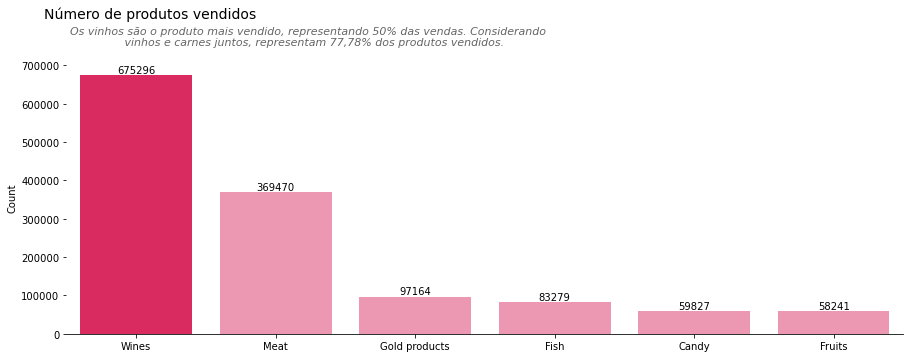 Número de produtos vendidos
Os vinhos são o produto mais vendido, representando 50% das vendas. Considerando
vinhos e carnes juntos, representam 77,78% dos produtos vendidos.
700000
600000
500000
400000
300000
200000
100000
0
Count
675296
369470
97164
83279
59827
58241
Wines
Meat
Gold products
Fish
Candy
Fruits